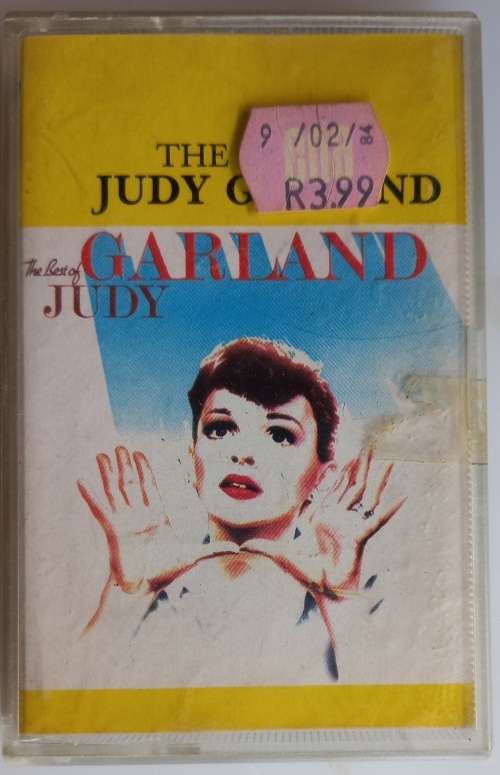 9 /02/ 84
THE
R3.99
JUDY G ND
The Best of GARLAND
JUDY